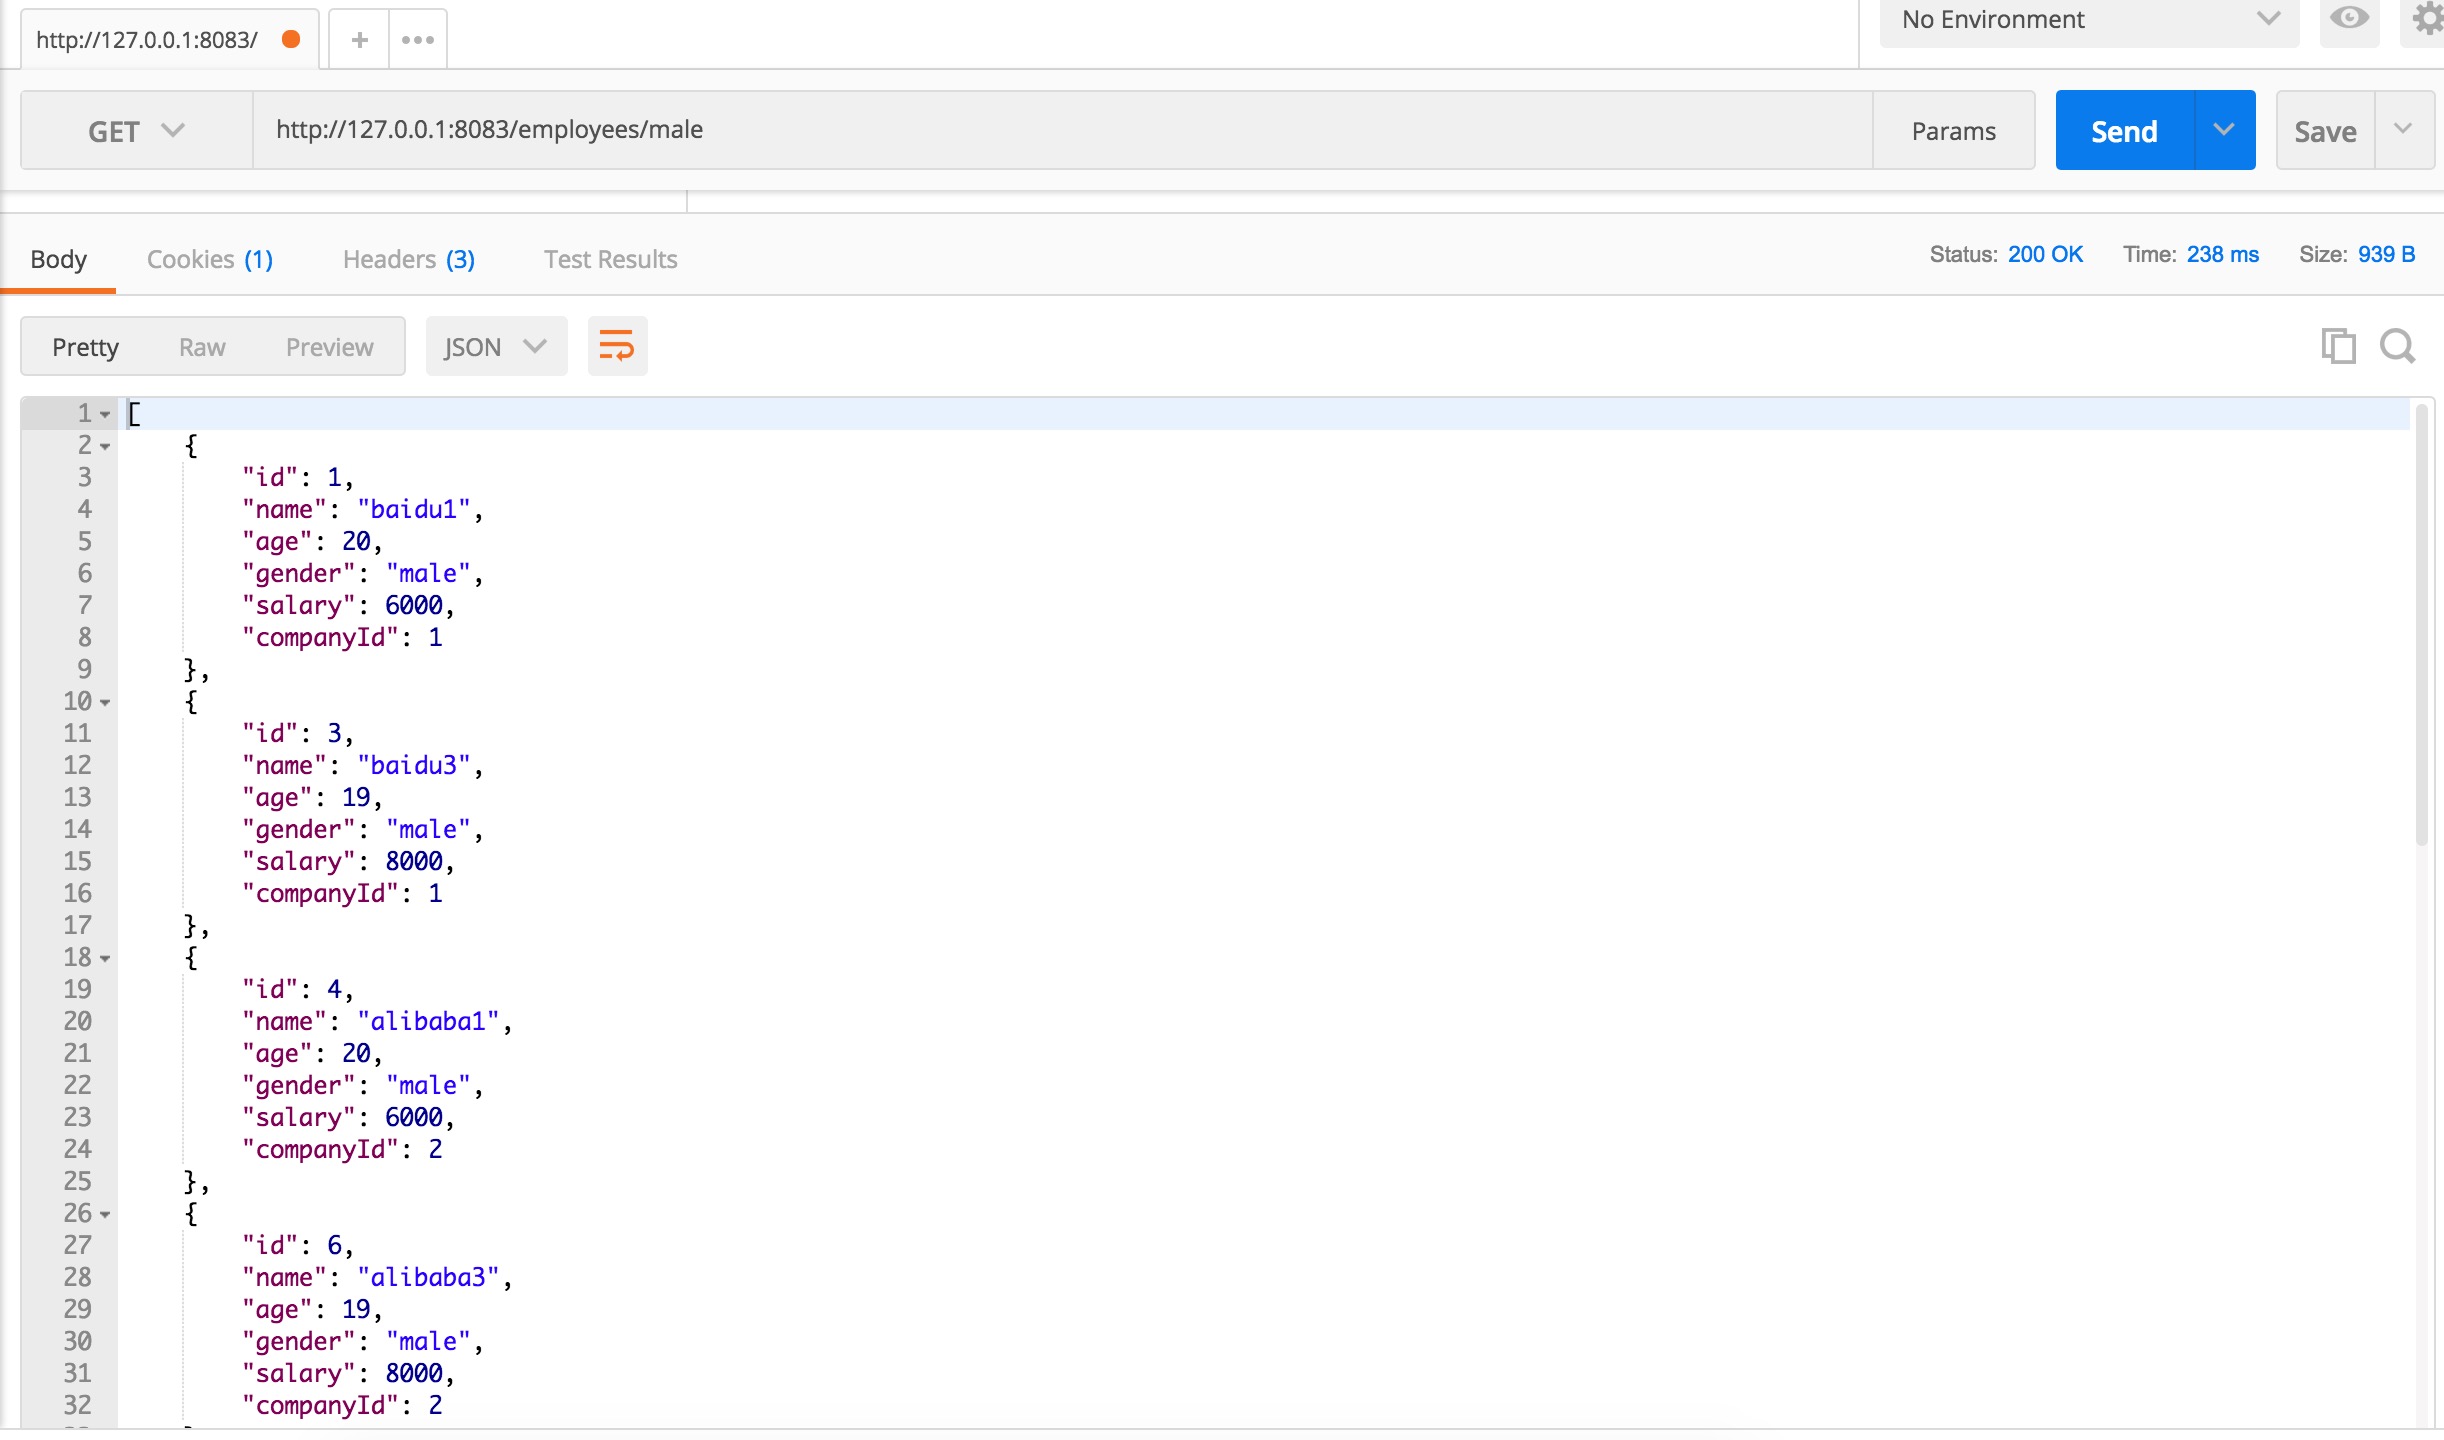 http://127.0.0.1:8083/ + ••• No Environment
GET http://127.0.0.1:8083/employees/male Params Send Save
Body Cookies (1) Headers (3) Test Results Status: 200 OK Time: 238 ms Size: 939 B
Pretty Raw Preview JSON
1 [
2 {
3 "id": 1,
4 "name": "baidu1",
5 "age": 20,
6 "gender": "male",
7 "salary": 6000,
8 "companyId": 1
9 },
10 {
11 "id": 3,
12 "name": "baidu3",
13 "age": 19,
14 "gender": "male",
15 "salary": 8000,
16 "companyId": 1
17 },
18 {
19 "id": 4,
20 "name": "alibaba1",
21 "age": 20,
22 "gender": "male",
23 "salary": 6000,
24 "companyId": 2
25 },
26 {
27 "id": 6,
28 "name": "alibaba3",
29 "age": 19,
30 "gender": "male",
31 "salary": 8000,
32 "companyId": 2